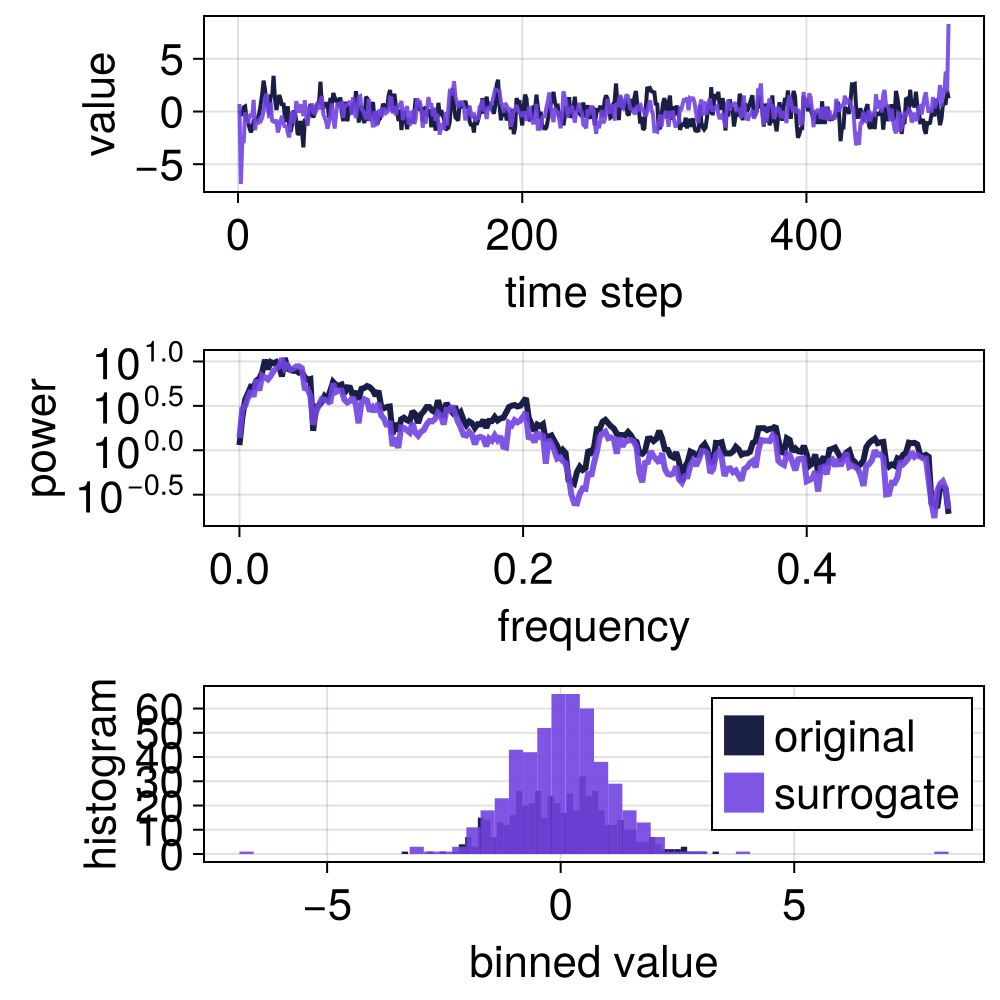 value
5
0
−5
0
200
400
time step
power
10^1.0
10^0.5
10^0.0
10^−0.5
0.0
0.2
0.4
frequency
histogram
60
50
40
30
20
10
0
original
surrogate
−5
0
5
binned value